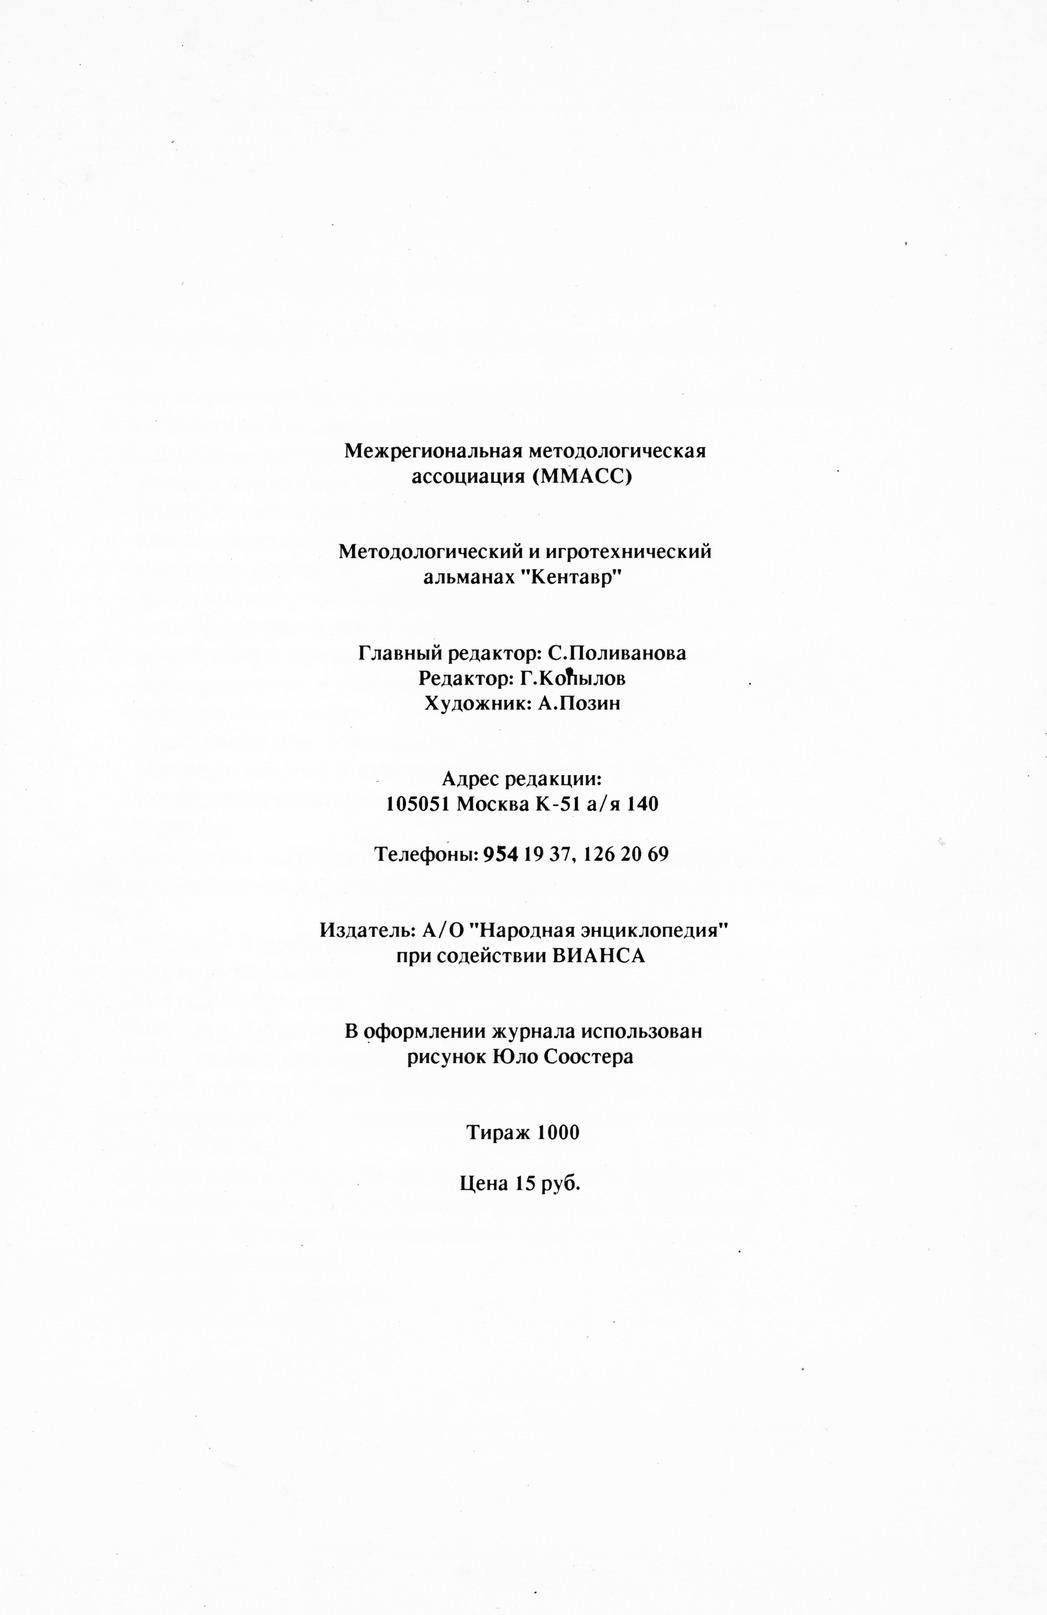 Межрегиональная методологическая
ассоциация (ММАСС)
Методологический и игротехнический
альманах "Кентавр"
Главный редактор: С.Поливанова
Редактор: Г.Копылов
Художник: А.Позин
Адрес редакции:
105051 Москва К-51 а/я 140
Телефоны: 954 19 37, 126 20 69
Издатель: А/О "Народная энциклопедия"
при содействии ВИАНСА
В оформлении журнала использован
рисунок Юло Соостера
Тираж 1000
Цена 15 руб.